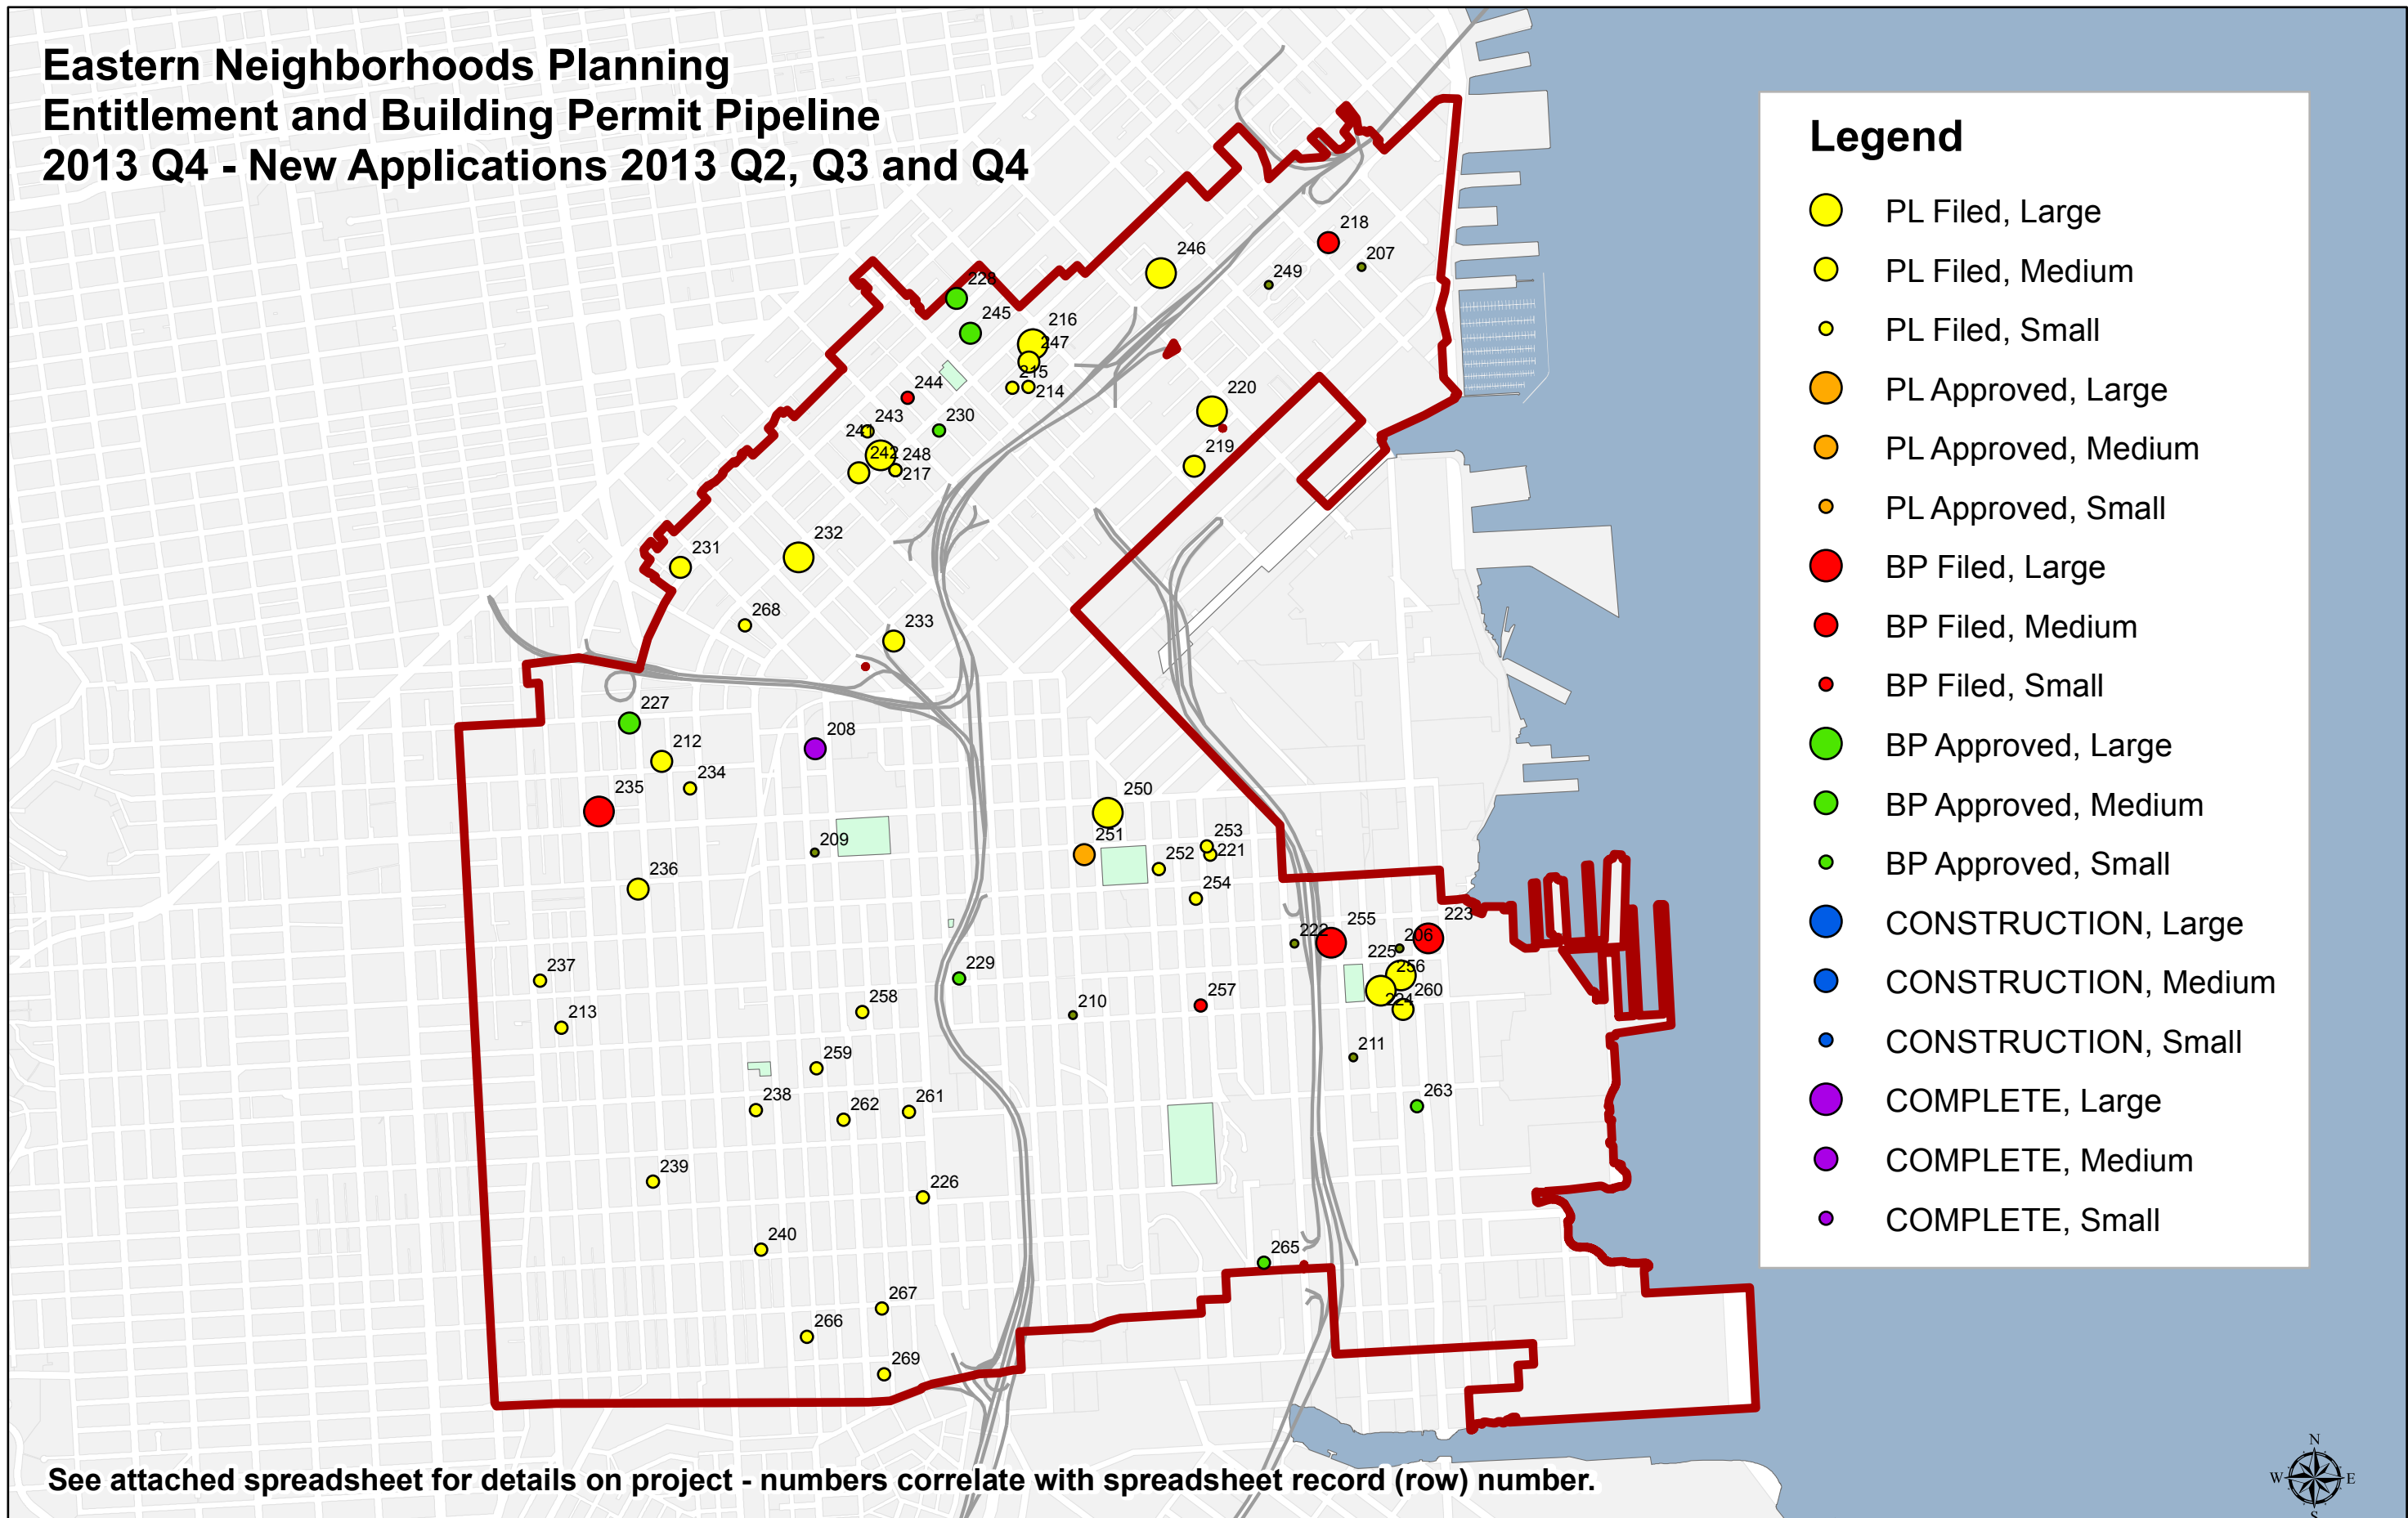 Eastern Neighborhoods Planning
Entitlement and Building Permit Pipeline
2013 Q4 - New Applications 2013 Q2, Q3 and Q4
Legend
PL Filed, Large
PL Filed, Medium
PL Filed, Small
PL Approved, Large
PL Approved, Medium
PL Approved, Small
BP Filed, Large
BP Filed, Medium
BP Filed, Small
BP Approved, Large
BP Approved, Medium
BP Approved, Small
CONSTRUCTION, Large
CONSTRUCTION, Medium
CONSTRUCTION, Small
COMPLETE, Large
COMPLETE, Medium
COMPLETE, Small
218
246
207
249
228
245
216
247
215
214
244
220
243
230
241
242
248
217
219
231
232
268
233
227
208
212
234
235
250
209
251
253
221
252
236
254
255
223
222
206
225
237
229
256
258
210
257
224
260
213
211
259
238
262
261
263
239
226
240
265
267
266
269
See attached spreadsheet for details on project - numbers correlate with spreadsheet record (row) number.
N
W
E
S